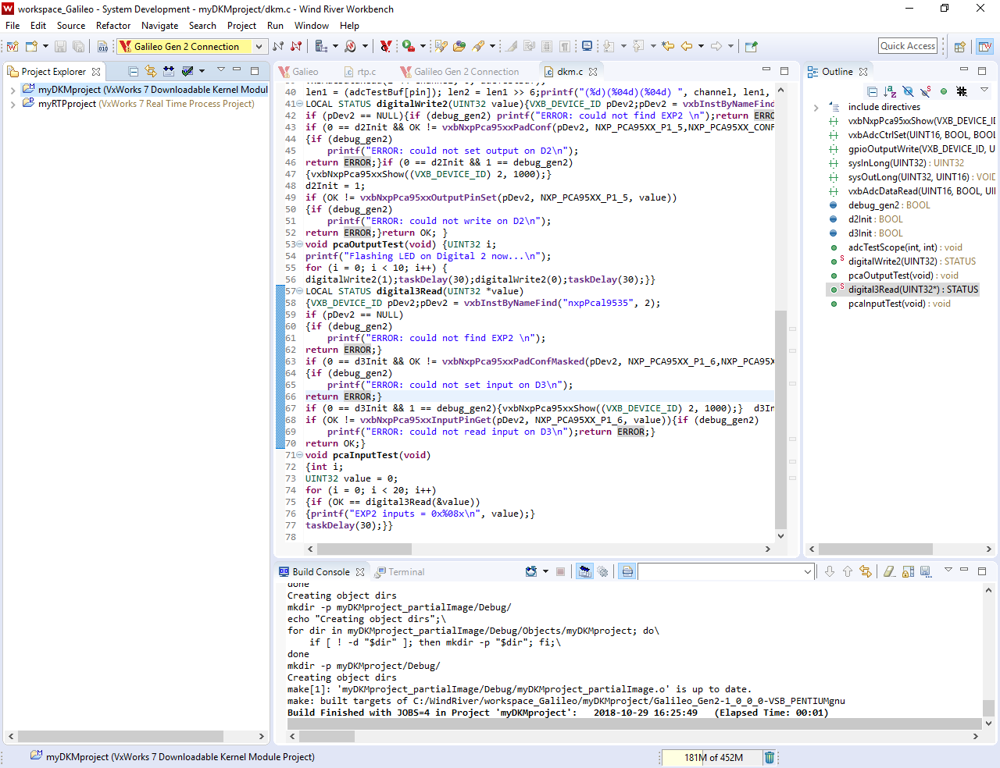 workspace_Galileo - System Development - myDKMproject/dkm.c - Wind River Workbench
File Edit Source Refactor Navigate Search Project Run Window Help
Galileo Gen 2 Connection
Quick Access
Project Explorer
myDKMproject (VxWorks 7 Downloadable Kernel Modul
myRTPproject (VxWorks 7 Real Time Process Project)
Galieo rtp.c Galileo Gen 2 Connection dkm.c
40 len1 = (adcTestBuf[pin]); len2 = len1 >> 6;printf("(%d)(%04d)(%04d) ", channel, len1,
41 LOCAL STATUS digitalWrite2(UINT32 value){VXB_DEVICE_ID pDev2;pDev2 = vxbInstByNameFind
42 if (pDev2 == NULL){if (debug_gen2) printf("ERROR: could not find EXP2 \n");return ERRO
43 if (0 == d2Init && OK != vxbNxpPca95xxPadConf(pDev2, NXP_PCA95XX_P1_5,NXP_PCA95XX_CONF
44 {if (debug_gen2)
45 printf("ERROR: could not set output on D2\n");
46 return ERROR;}if (0 == d2Init && 1 == debug_gen2)
47 {vxbNxpPca95xxShow((VXB_DEVICE_ID) 2, 1000);}
48 d2Init = 1;
49 if (OK != vxbNxpPca95xxOutputPinSet(pDev2, NXP_PCA95XX_P1_5, value))
50 {if (debug_gen2)
51 printf("ERROR: could not write on D2\n");
52 return ERROR;}return OK; }
53 void pcaOutputTest(void) {UINT32 i;
54 printf("Flashing LED on Digital 2 now...\n");
55 for (i = 0; i < 10; i++) {
56 digitalWrite2(1);taskDelay(30);digitalWrite2(0);taskDelay(30);}}
57 LOCAL STATUS digital3Read(UINT32 *value)
58 {VXB_DEVICE_ID pDev2;pDev2 = vxbInstByNameFind("nxpPcal9535", 2);
59 if (pDev2 == NULL)
60 {if (debug_gen2)
61 printf("ERROR: could not find EXP2 \n");
62 return ERROR;}
63 if (0 == d3Init && OK != vxbNxpPca95xxPadConfMasked(pDev2, NXP_PCA95XX_P1_6,NXP_PCA95X
64 {if (debug_gen2)
65 printf("ERROR: could not set input on D3\n");
66 return ERROR;}
67 if (0 == d3Init && 1 == debug_gen2){vxbNxpPca95xxShow((VXB_DEVICE_ID) 2, 1000);} d3In
68 if (OK != vxbNxpPca95xxInputPinGet(pDev2, NXP_PCA95XX_P1_6, value)){if (debug_gen2)
69 printf("ERROR: could not read input on D3\n");return ERROR;}
70 return OK;}
71 void pcaInputTest(void)
72 {int i;
73 UINT32 value = 0;
74 for (i = 0; i < 20; i++)
75 {if (OK == digital3Read(&value))
76 {printf("EXP2 inputs = 0x%08x\n", value);}
77 taskDelay(30);}}
78
Outline
include directives
vxbNxpPca95xxShow(VXB_DEVICE_ID
vxbAdcCtrlSet(UINT16, BOOL, BOOL
gpioOutputWrite(VXB_DEVICE_ID, U
sysInLong(UINT32) : UINT32
sysOutLong(UINT32, UINT16) : VOID
vxbAdcDataRead(UINT16, BOOL, UIN
debug_gen2 : BOOL
d2Init : BOOL
d3Init : BOOL
adcTestScope(int, int) : void
digitalWrite2(UINT32) : STATUS
pcaOutputTest(void) : void
digital3Read(UINT32*) : STATUS
pcaInputTest(void) : void
Build Console Terminal
done
Creating object dirs
mkdir -p myDKMproject_partialImage/Debug/
echo "Creating object dirs";\
for dir in myDKMproject_partialImage/Debug/Objects/myDKMproject; do\
if [ ! -d "$dir" ]; then mkdir -p "$dir"; fi;\
done
mkdir -p myDKMproject/Debug/
Creating object dirs
make[1]: 'myDKMproject_partialImage/Debug/myDKMproject_partialImage.o' is up to date.
make: built targets of C:/WindRiver/workspace_Galileo/myDKMproject/Galileo_Gen2-1_0_0_0-VSB_PENTIUMgnu
Build Finished with JOBS=4 in Project 'myDKMproject': 2018-10-29 16:25:49 (Elapsed Time: 00:01)
myDKMproject (VxWorks 7 Downloadable Kernel Module Project)
181M of 452M